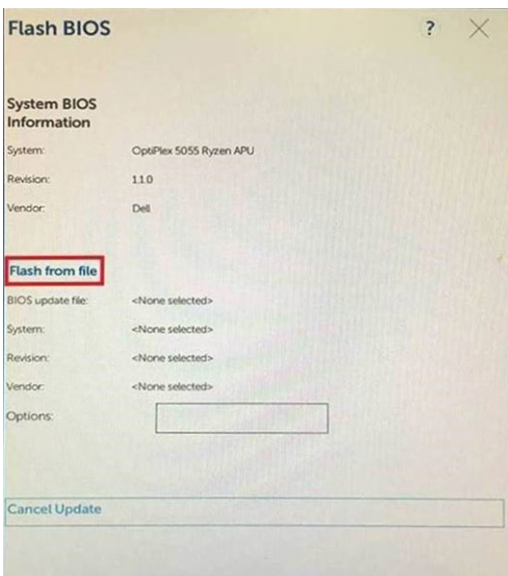 Flash BIOS
?
System BIOS
Information
System: OptiPlex 5055 Ryzen APU
Revision: 1.1.0
Vendor: Dell
Flash from file
BIOS update file: <None selected>
System: <None selected>
Revision: <None selected>
Vendor: <None selected>
Options:
Cancel Update